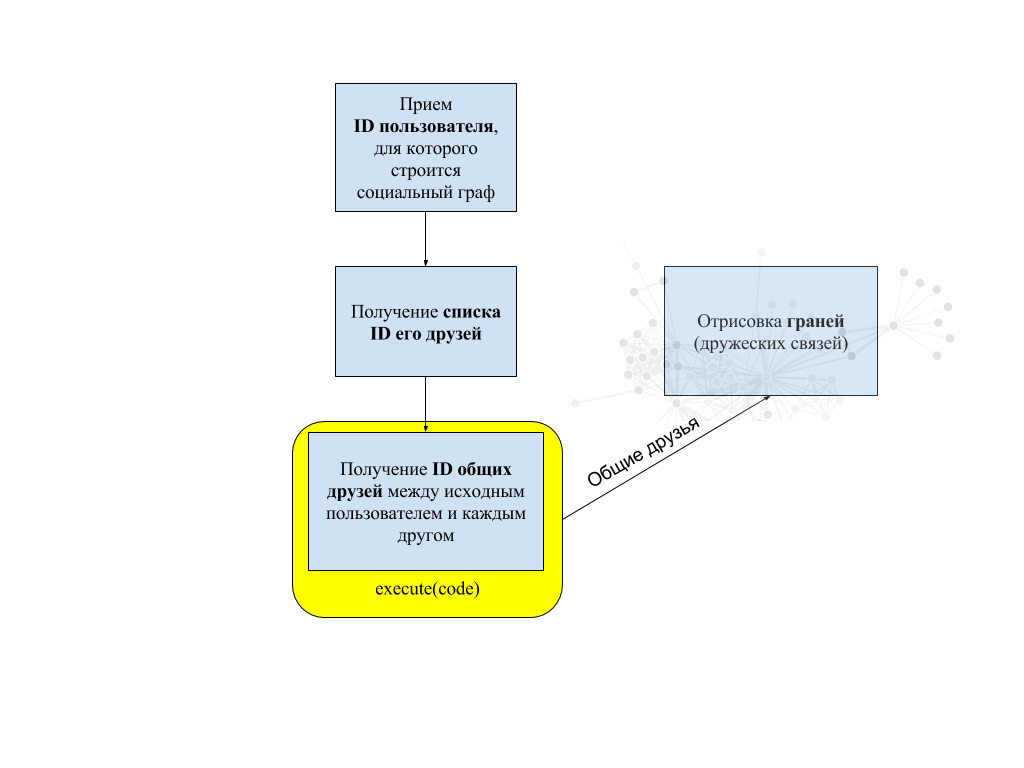 Прием
ID пользователя,
для которого
строится
социальный граф
Получение списка
ID его друзей
Отрисовка граней
(дружеских связей)
Общие друзья
Получение ID общих
друзей между исходным
пользователем и каждым
другом
execute(code)